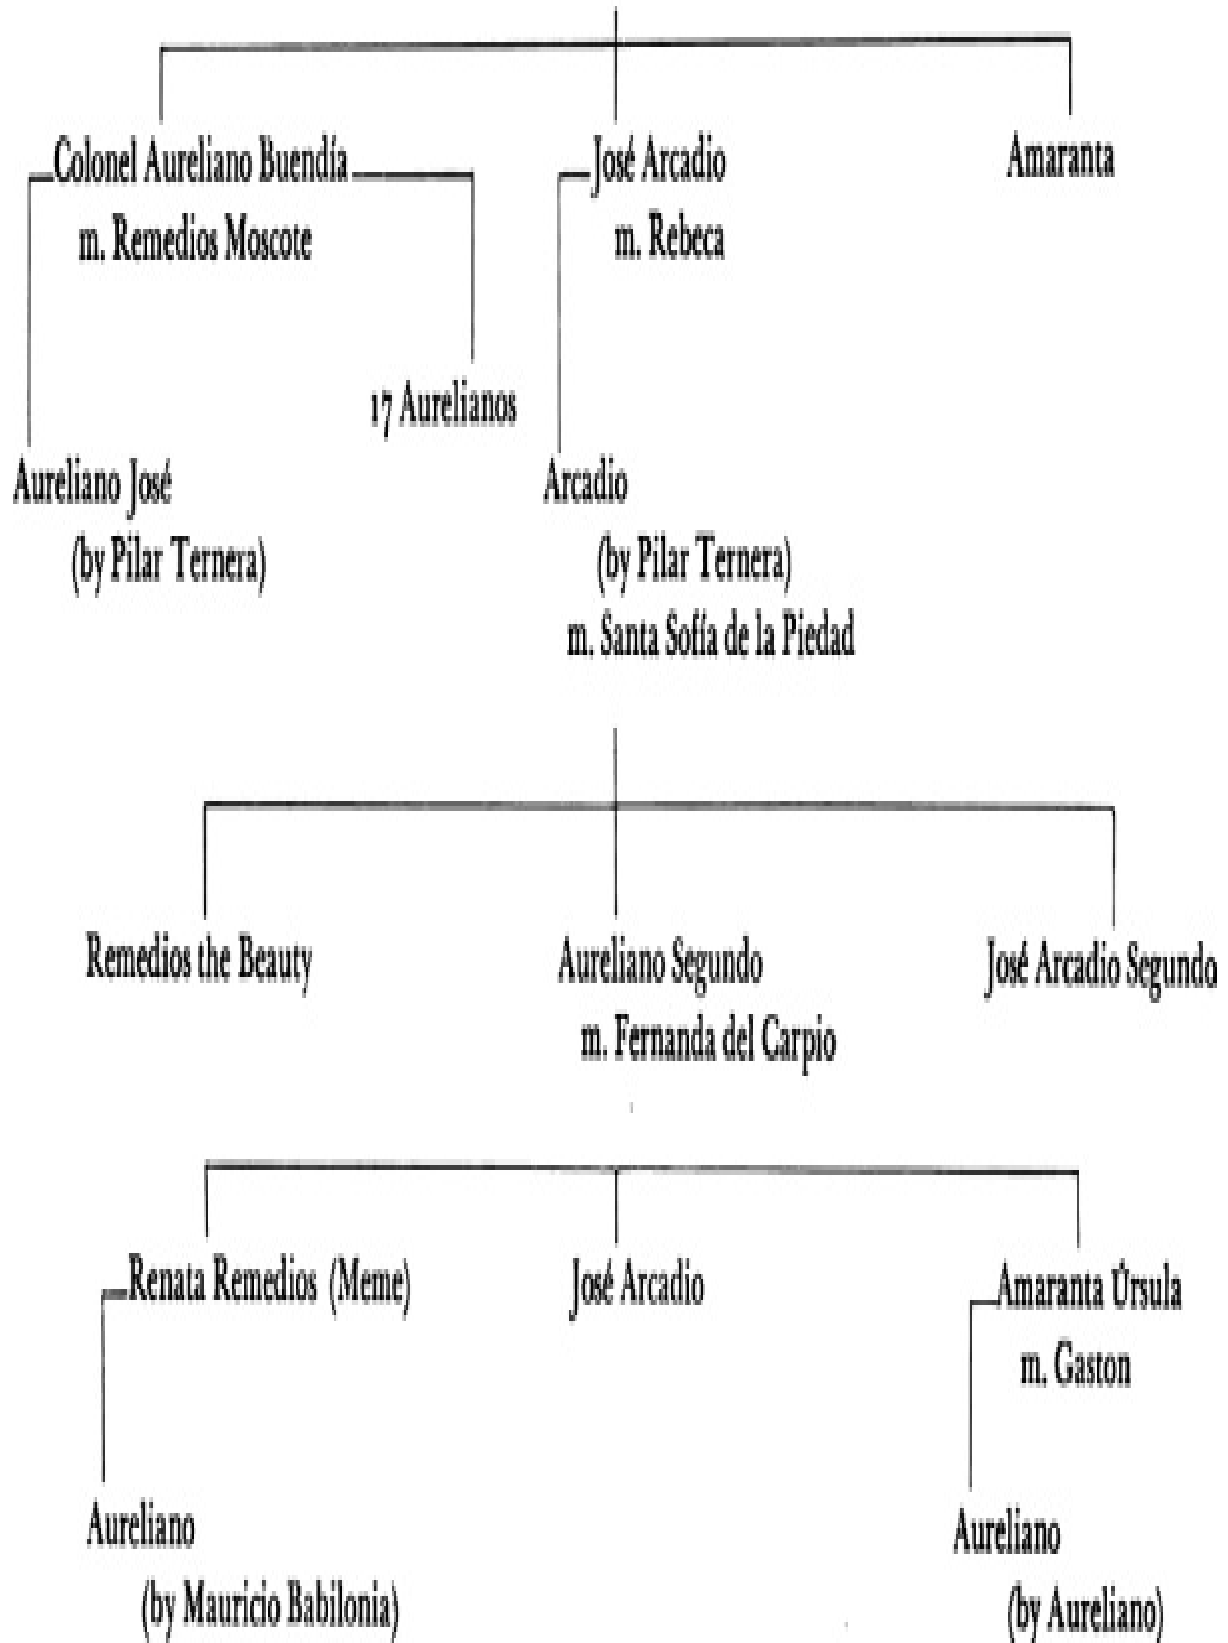 Colonel Aureliano Buendía
m. Remedios Moscote
José Arcadio
m. Rebeca
Amaranta
17 Aurelianos
Aureliano José
(by Pilar Ternera)
Arcadio
(by Pilar Ternera)
m. Santa Sofía de la Piedad
Remedios the Beauty
Aureliano Segundo
m. Fernanda del Carpio
José Arcadio Segundo
Renata Remedios (Meme)
José Arcadio
Amaranta Úrsula
m. Gaston
Aureliano
(by Mauricio Babilonia)
Aureliano
(by Aureliano)